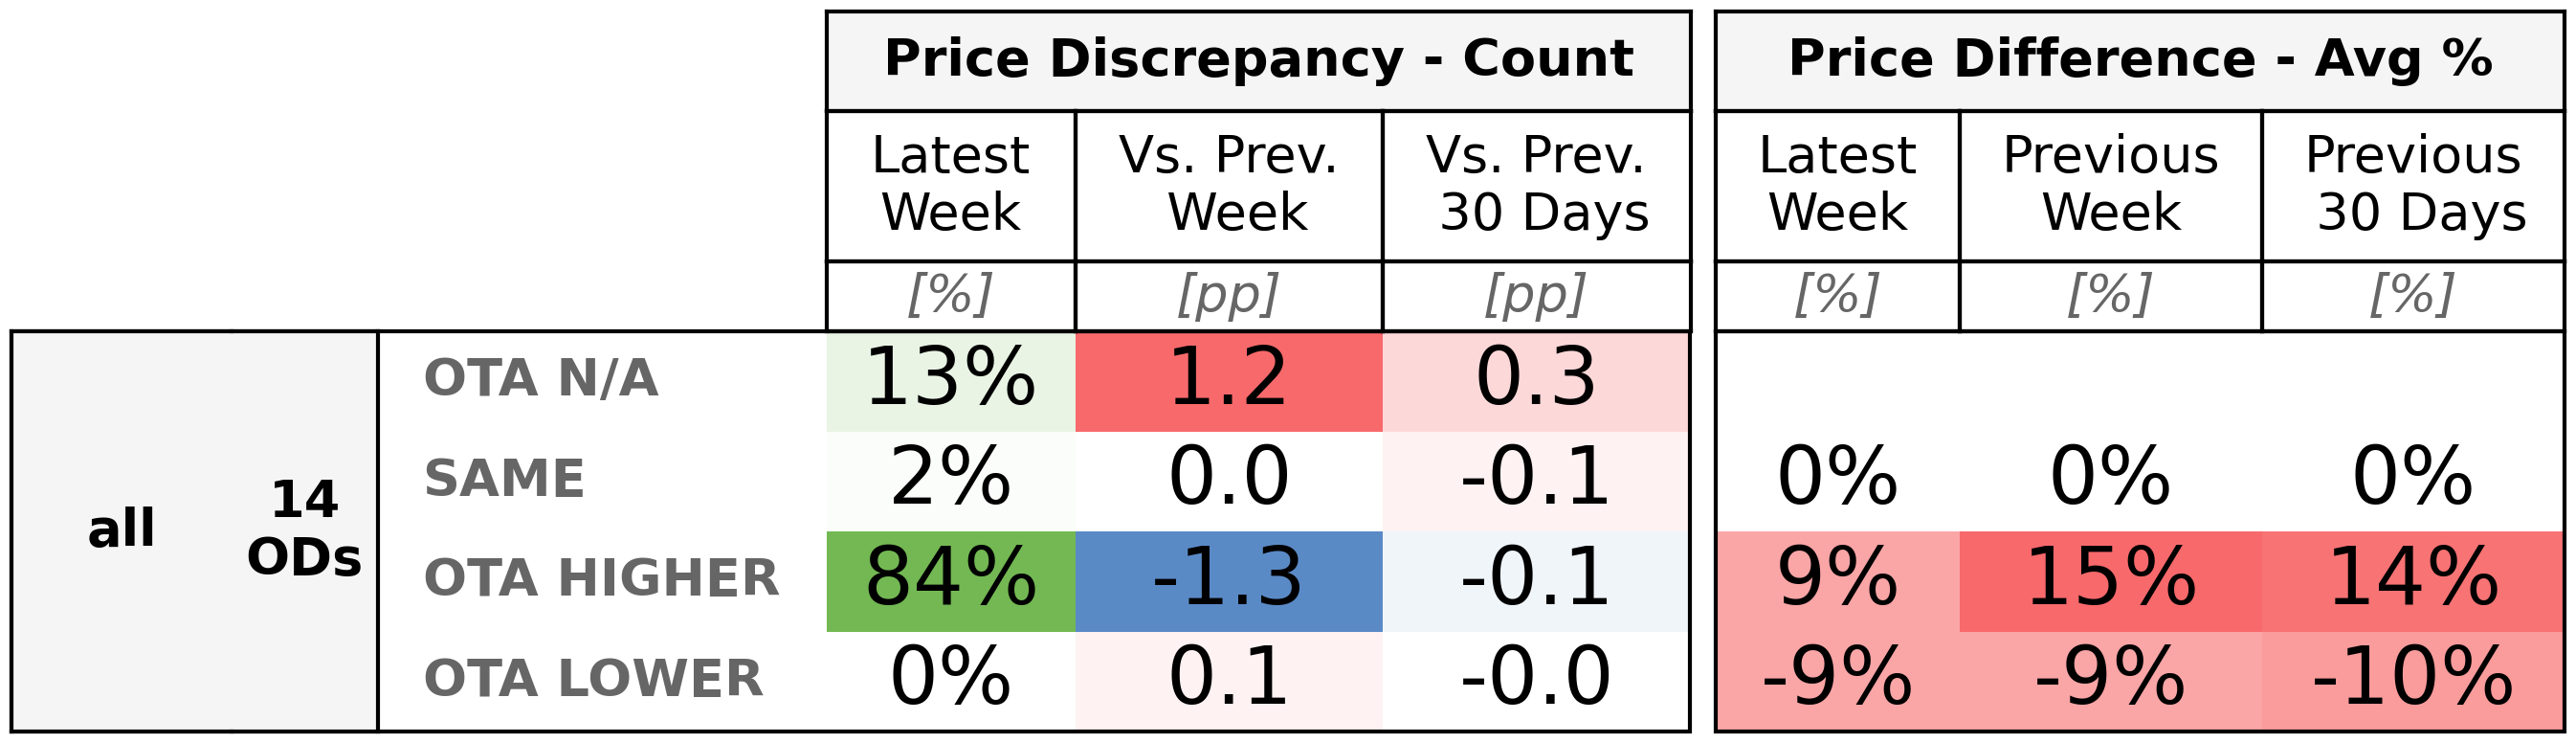 Price Discrepancy - Count Price Difference - Avg %
Latest Week Vs. Prev. Week Vs. Prev. 30 Days Latest Week Previous Week Previous 30 Days
[%] [pp] [pp] [%] [%] [%]
all 14 ODs
OTA N/A 13% 1.2 0.3
SAME 2% 0.0 -0.1 0% 0% 0%
OTA HIGHER 84% -1.3 -0.1 9% 15% 14%
OTA LOWER 0% 0.1 -0.0 -9% -9% -10%